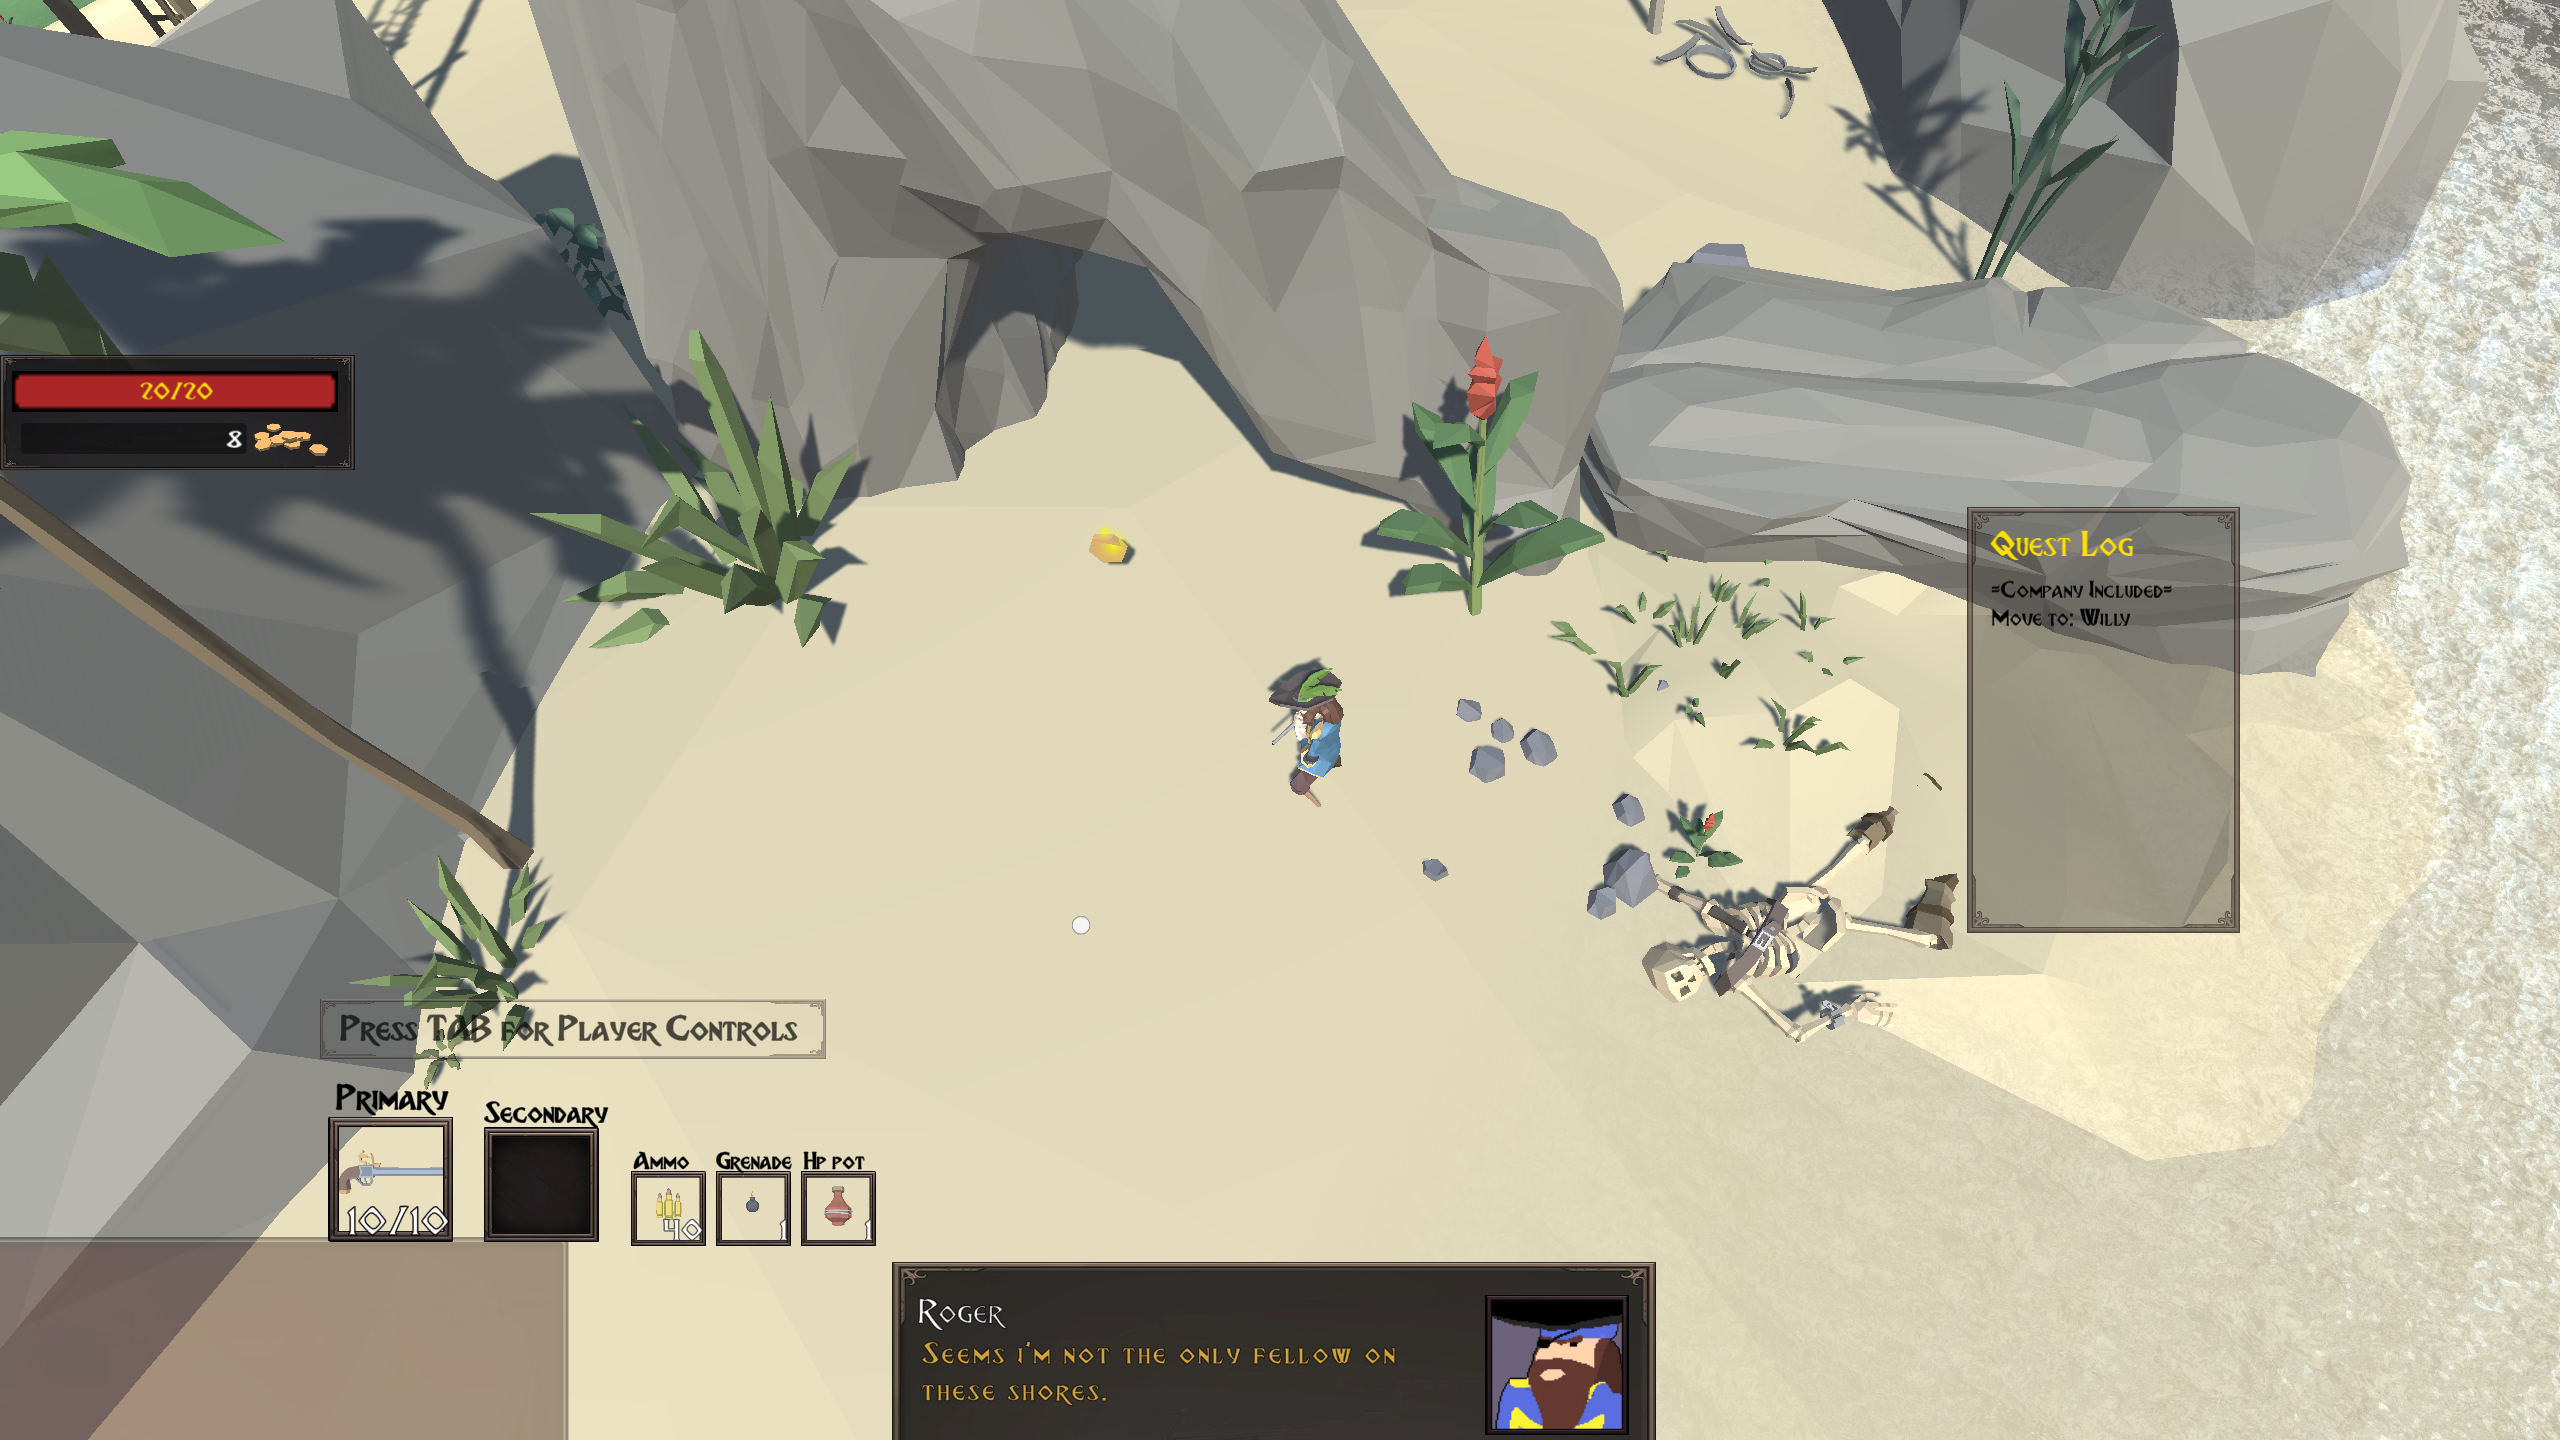 20/20
8
Quest Log
=Company Included=
Move to: Willy
Press TAB for Player Controls
Primary
Secondary
Ammo
Grenade
Hp pot
10/10
40
1
1
Roger
Seems i'm not the only fellow on
these shores.